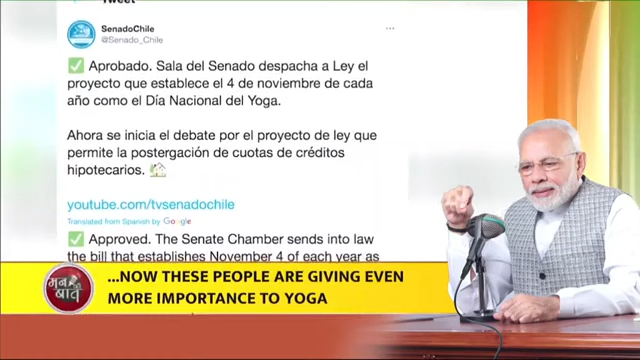 Tweet
SenadoChile
@Senado_Chile
✅ Aprobado. Sala del Senado despacha a Ley el
proyecto que establece el 4 de noviembre de cada
año como el Día Nacional del Yoga.
Ahora se inicia el debate por el proyecto de ley que
permite la postergación de cuotas de créditos
hipotecarios. 🏡
youtube.com/tvsenadochile
Translated from Spanish by Google
✅ Approved. The Senate Chamber sends into law
the bill that establishes November 4 of each year as
मन की बात
...NOW THESE PEOPLE ARE GIVING EVEN
MORE IMPORTANCE TO YOGA